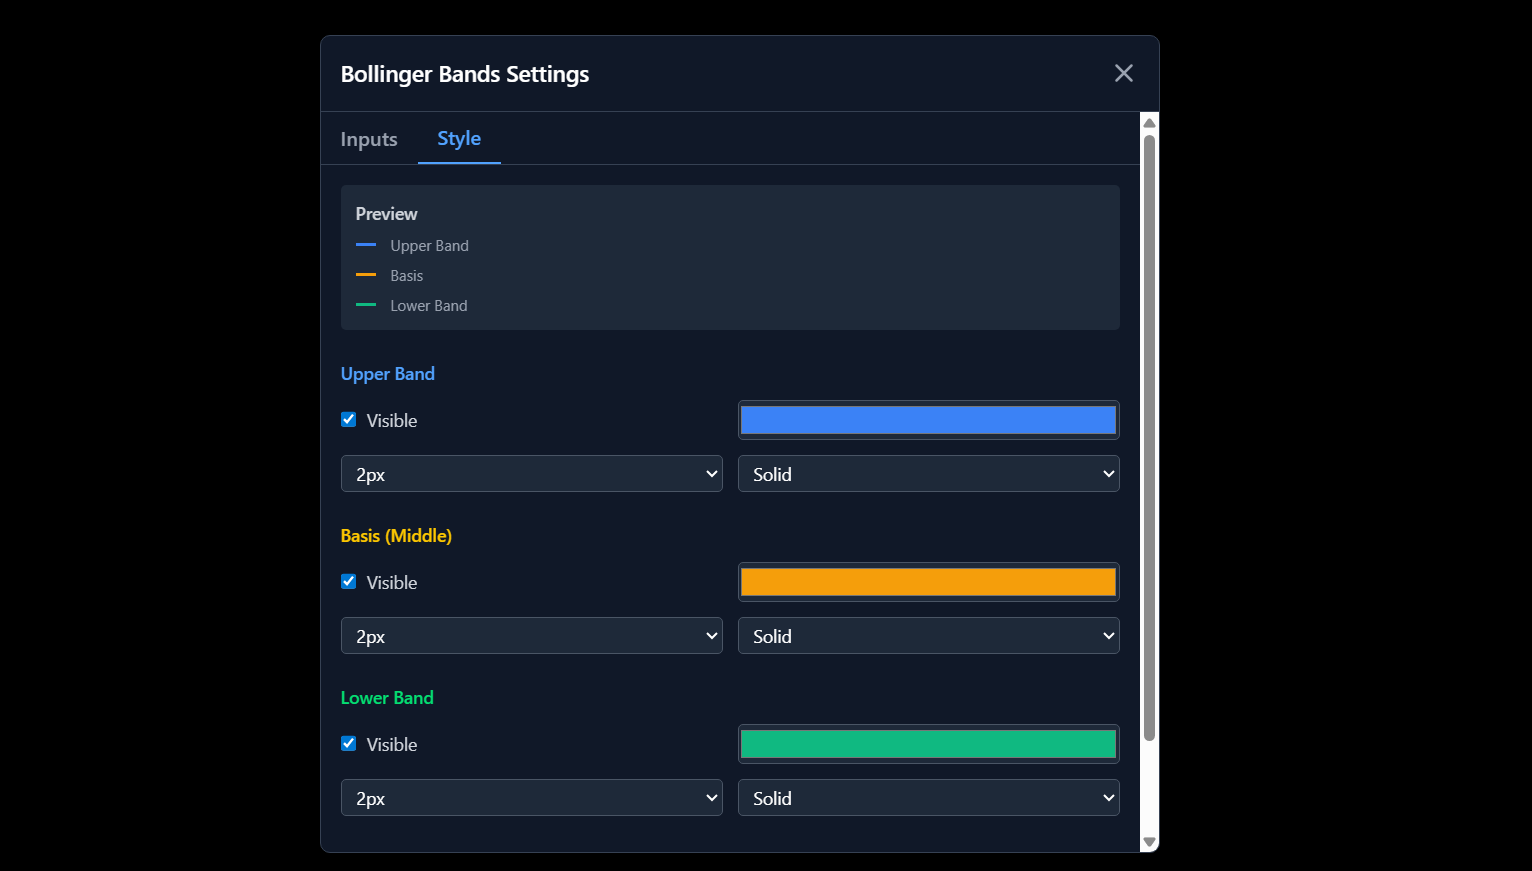 Bollinger Bands Settings
Inputs Style
Preview
Upper Band
Basis
Lower Band
Upper Band
Visible
2px Solid
Basis (Middle)
Visible
2px Solid
Lower Band
Visible
2px Solid